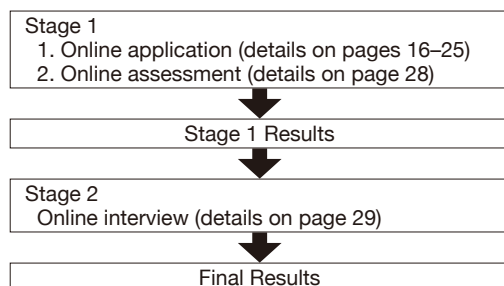 Stage 1
1. Online application (details on pages 16–25)
2. Online assessment (details on page 28)
Stage 1 Results
Stage 2
Online interview (details on page 29)
Final Results